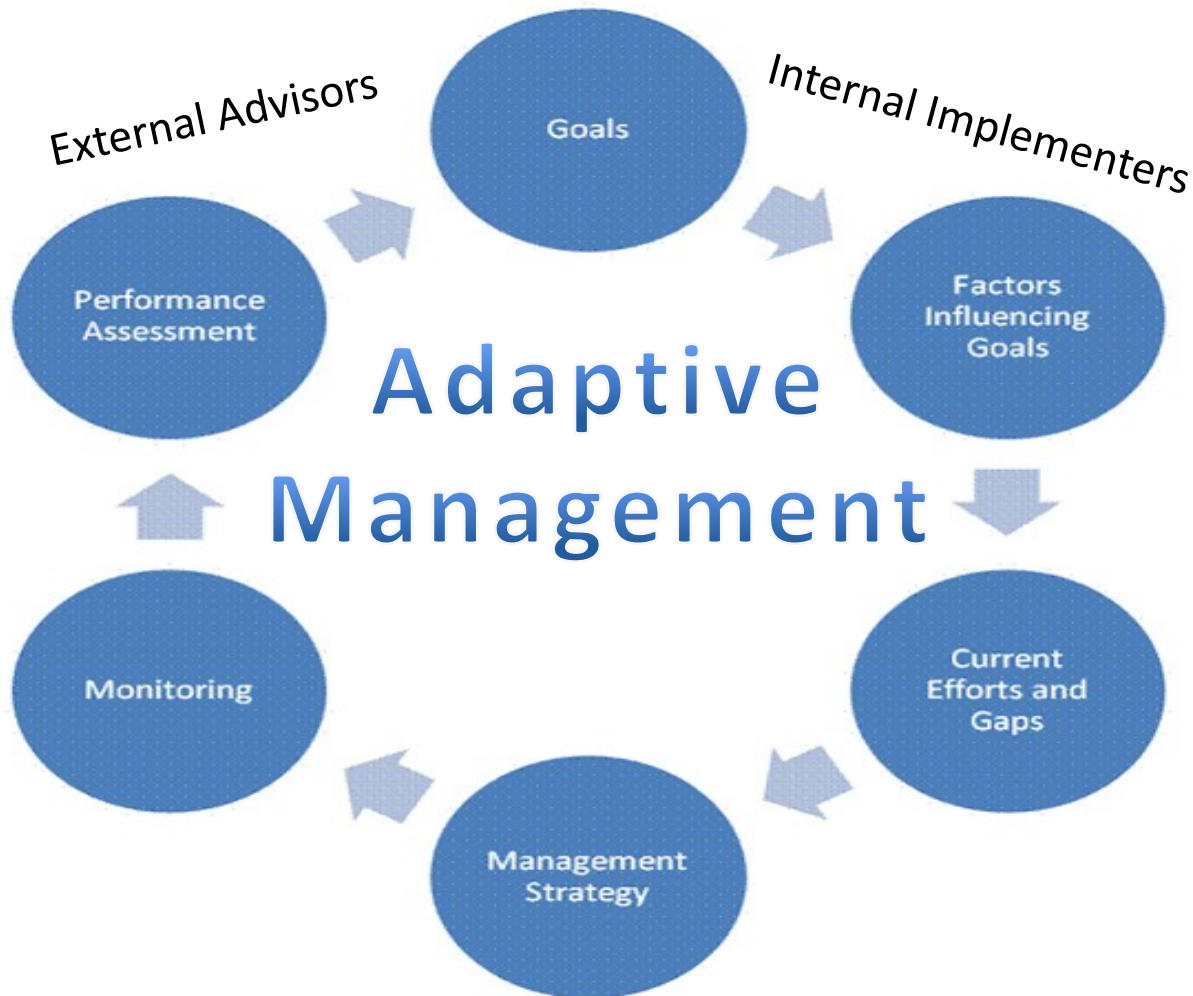 External Advisors
Internal Implementers
Goals
Performance
Assessment
Factors
Influencing
Goals
Adaptive
Management
Monitoring
Current
Efforts and
Gaps
Management
Strategy